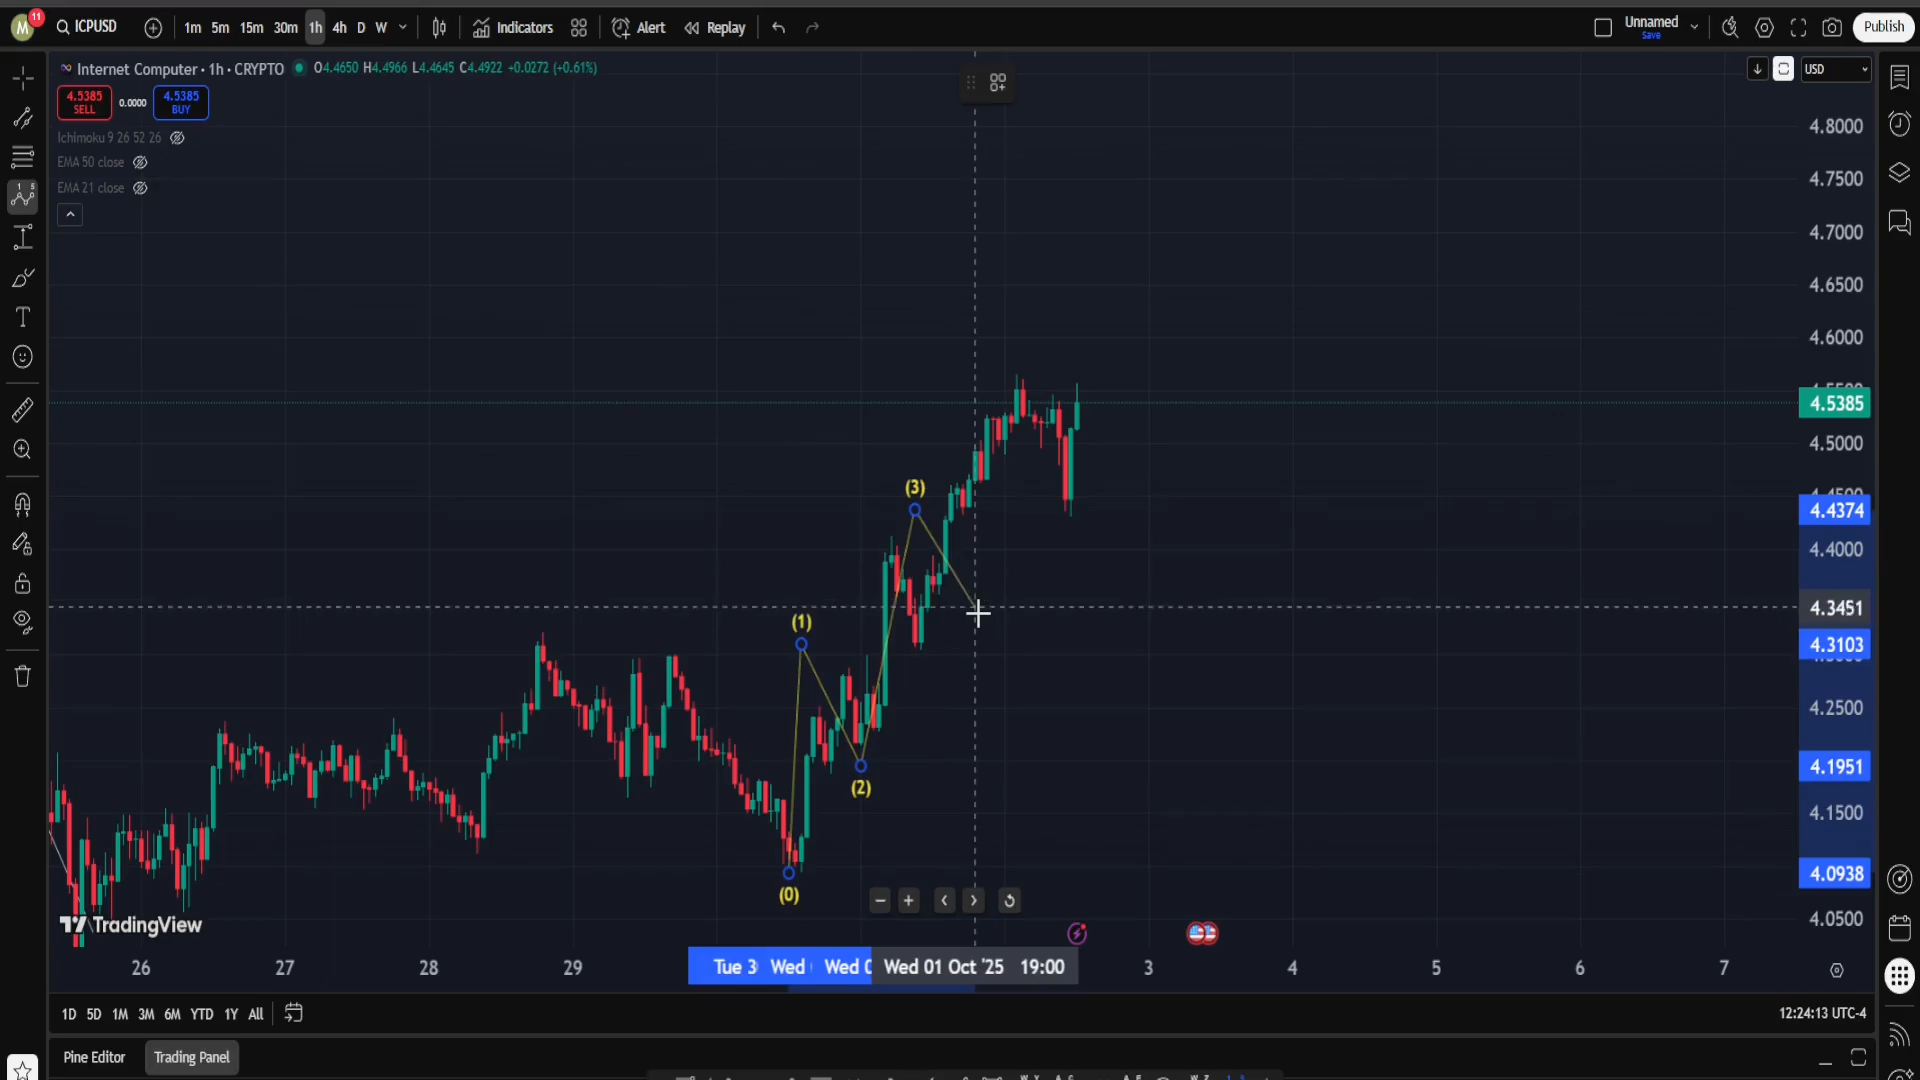 M 11 ICPUSD 1m 5m 15m 30m 1h 4h D W Indicators Alert Replay Unnamed Save Publish
Internet Computer · 1h · CRYPTO O4.4650 H4.4966 L4.4645 C4.4922 +0.0272 (+0.61%) USD
4.5385 SELL 0.0000 4.5385 BUY
Ichimoku 9 26 52 26
EMA 50 close
EMA 21 close
4.8000
4.7500
4.7000
4.6500
4.6000
4.5385
4.5000
4.4374
4.4000
4.3451
4.3103
4.2500
4.1951
4.1500
4.0938
4.0500
(3)
(1)
(2)
(0)
TradingView
26 27 28 29 Tue 3 Wed Wed 0 Wed 01 Oct '25 19:00 3 4 5 6 7
1D 5D 1M 3M 6M YTD 1Y All 12:24:13 UTC-4
Pine Editor Trading Panel